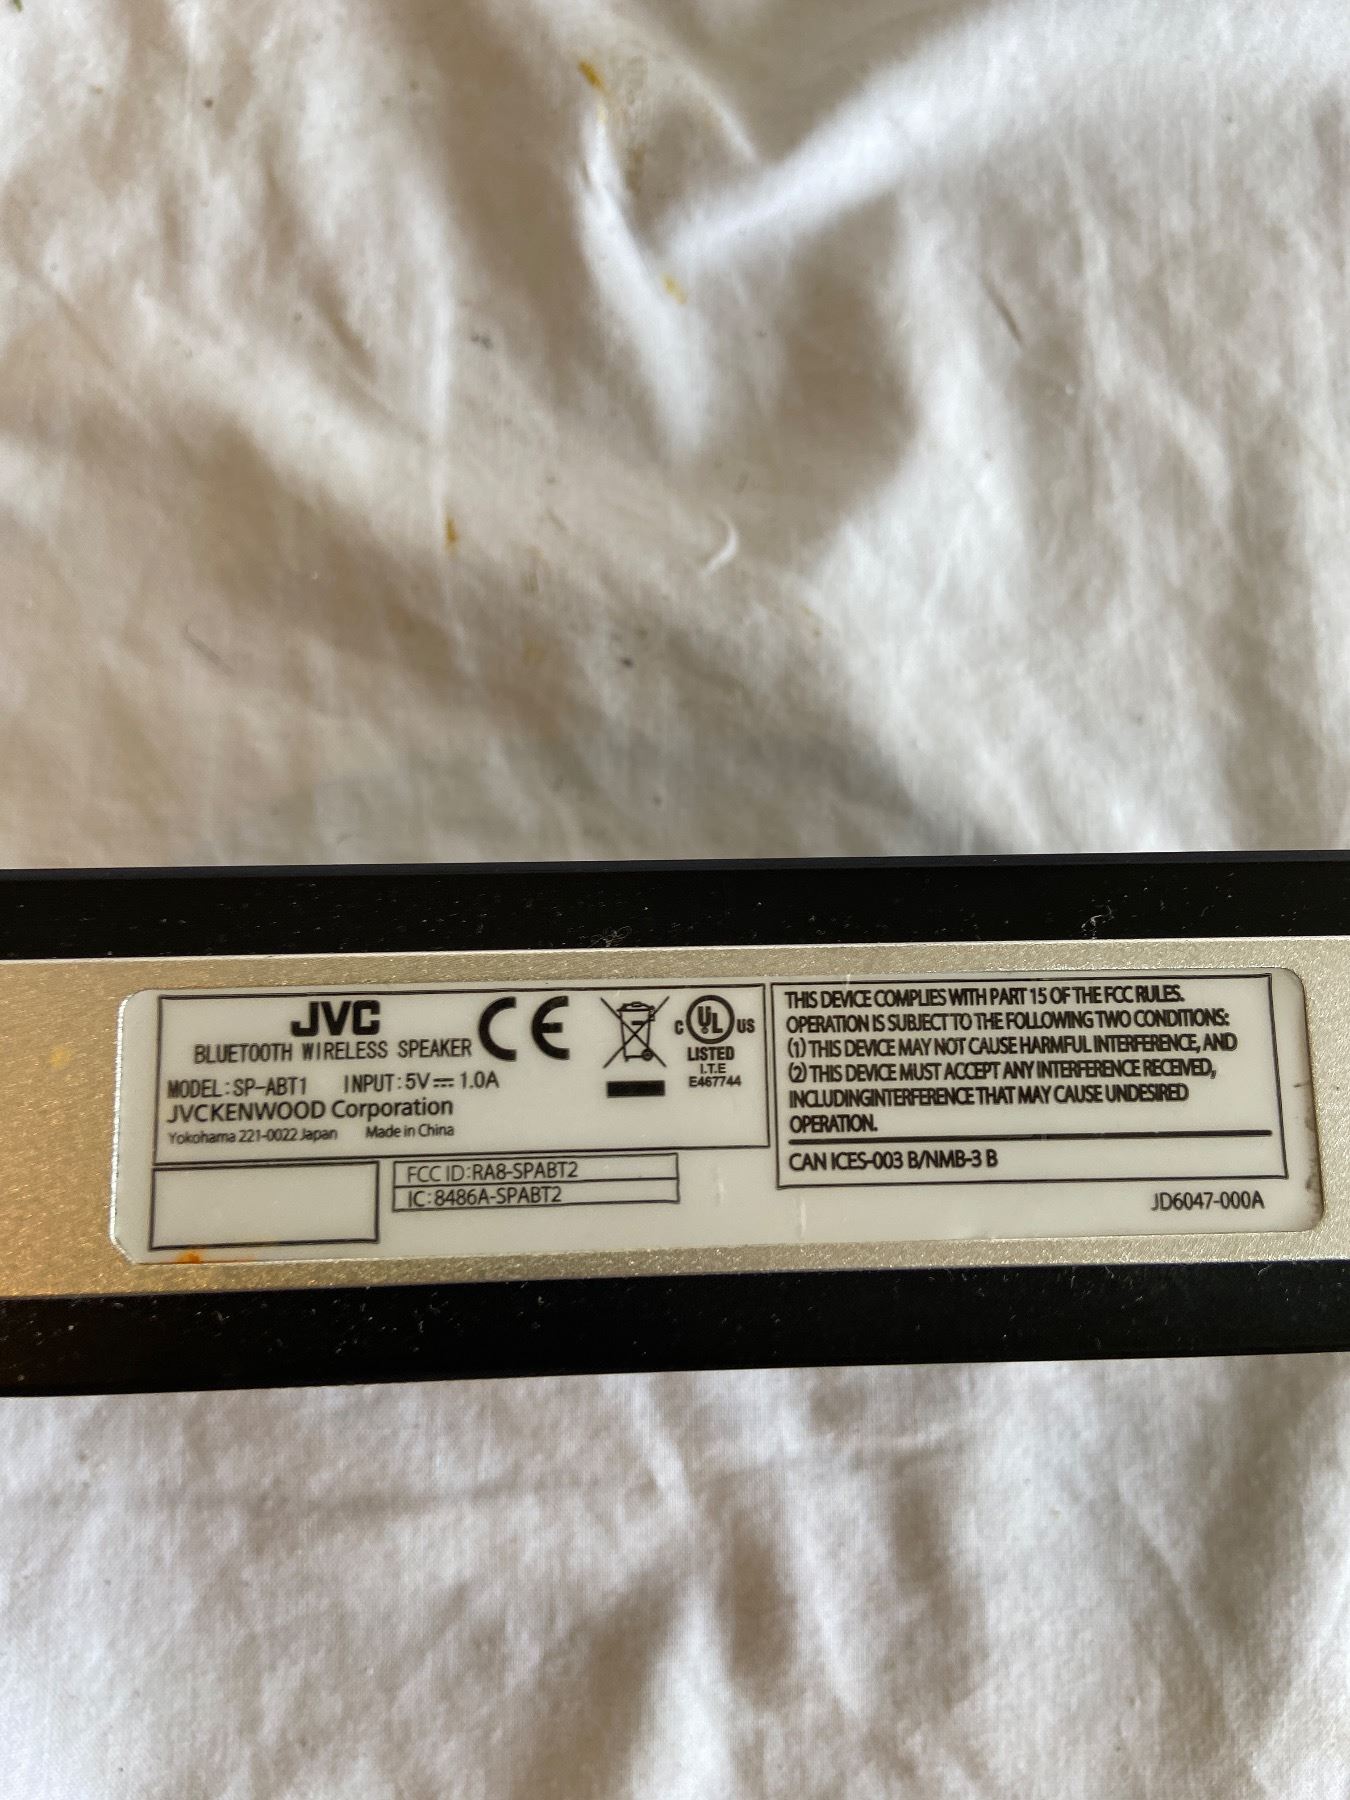 JVC
BLUETOOTH WIRELESS SPEAKER
CE
MODEL:SP-ABT1 INPUT:5V⎓1.0A
JVCKENWOOD Corporation
Yokohama 221-0022 Japan Made in China
C UL US
LISTED
I.T.E
E467744
FCC ID:RA8-SPABT2
IC:8486A-SPABT2
THIS DEVICE COMPLIES WITH PART 15 OF THE FCC RULES.
OPERATION IS SUBJECT TO THE FOLLOWING TWO CONDITIONS:
(1) THIS DEVICE MAY NOT CAUSE HARMFUL INTERFERENCE, AND
(2) THIS DEVICE MUST ACCEPT ANY INTERFERENCE RECEIVED,
INCLUDINGINTERFERENCE THAT MAY CAUSE UNDESIRED
OPERATION.
CAN ICES-003 B/NMB-3 B
JD6047-000A